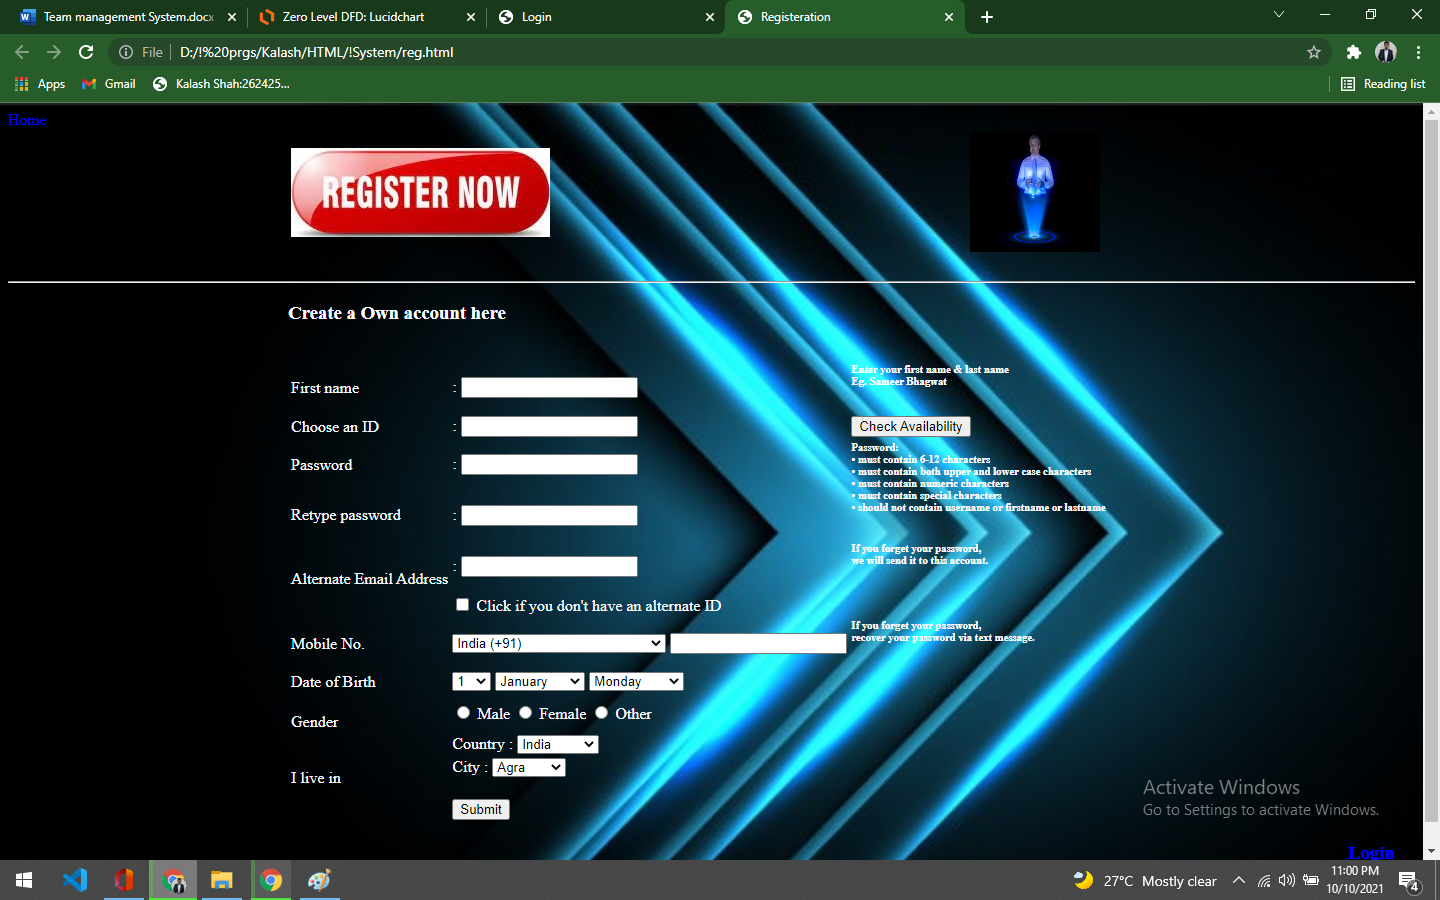 Team management System.docx
Zero Level DFD: Lucidchart
Login
Registeration
File
D:/!%20prgs/Kalash/HTML/!System/reg.html
Apps
Gmail
Kalash Shah:262425...
Reading list
Home
REGISTER NOW
Create a Own account here
First name :
Enter your first name & last name
Eg. Sameer Bhagwat
Choose an ID :
Check Availability
Password :
Password:
• must contain 6-12 characters
• must contain both upper and lower case characters
• must contain numeric characters
• must contain special characters
• should not contain username or firstname or lastname
Retype password :
Alternate Email Address :
If you forget your password,
we will send it to this account.
Click if you don't have an alternate ID
Mobile No. India (+91)
If you forget your password,
recover your password via text message.
Date of Birth 1 January Monday
Gender Male Female Other
I live in
Country : India
City : Agra
Submit
Activate Windows
Go to Settings to activate Windows.
Login
27°C Mostly clear
11:00 PM
10/10/2021
4